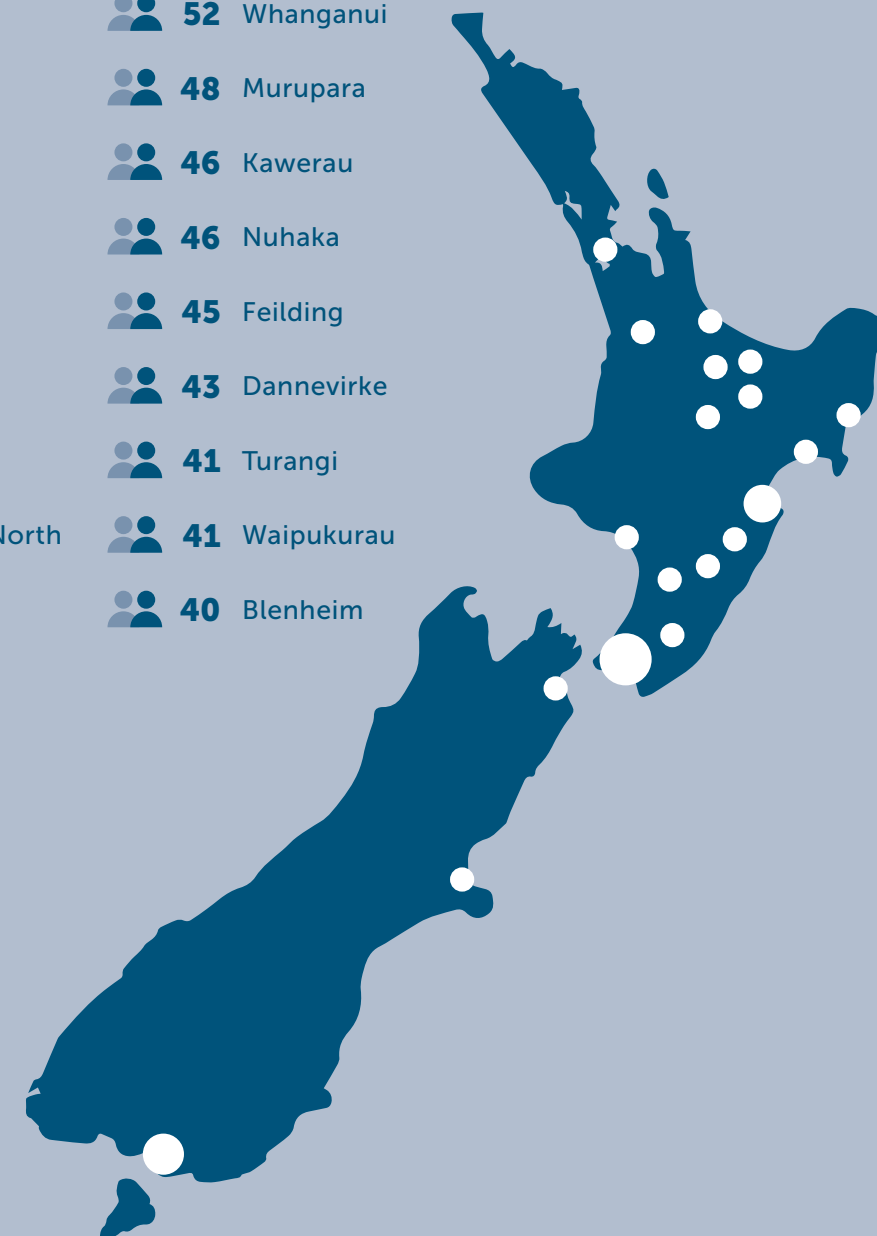 52 Whanganui
48 Murupara
46 Kawerau
46 Nuhaka
45 Feilding
43 Dannevirke
41 Turangi
North
41 Waipukurau
40 Blenheim